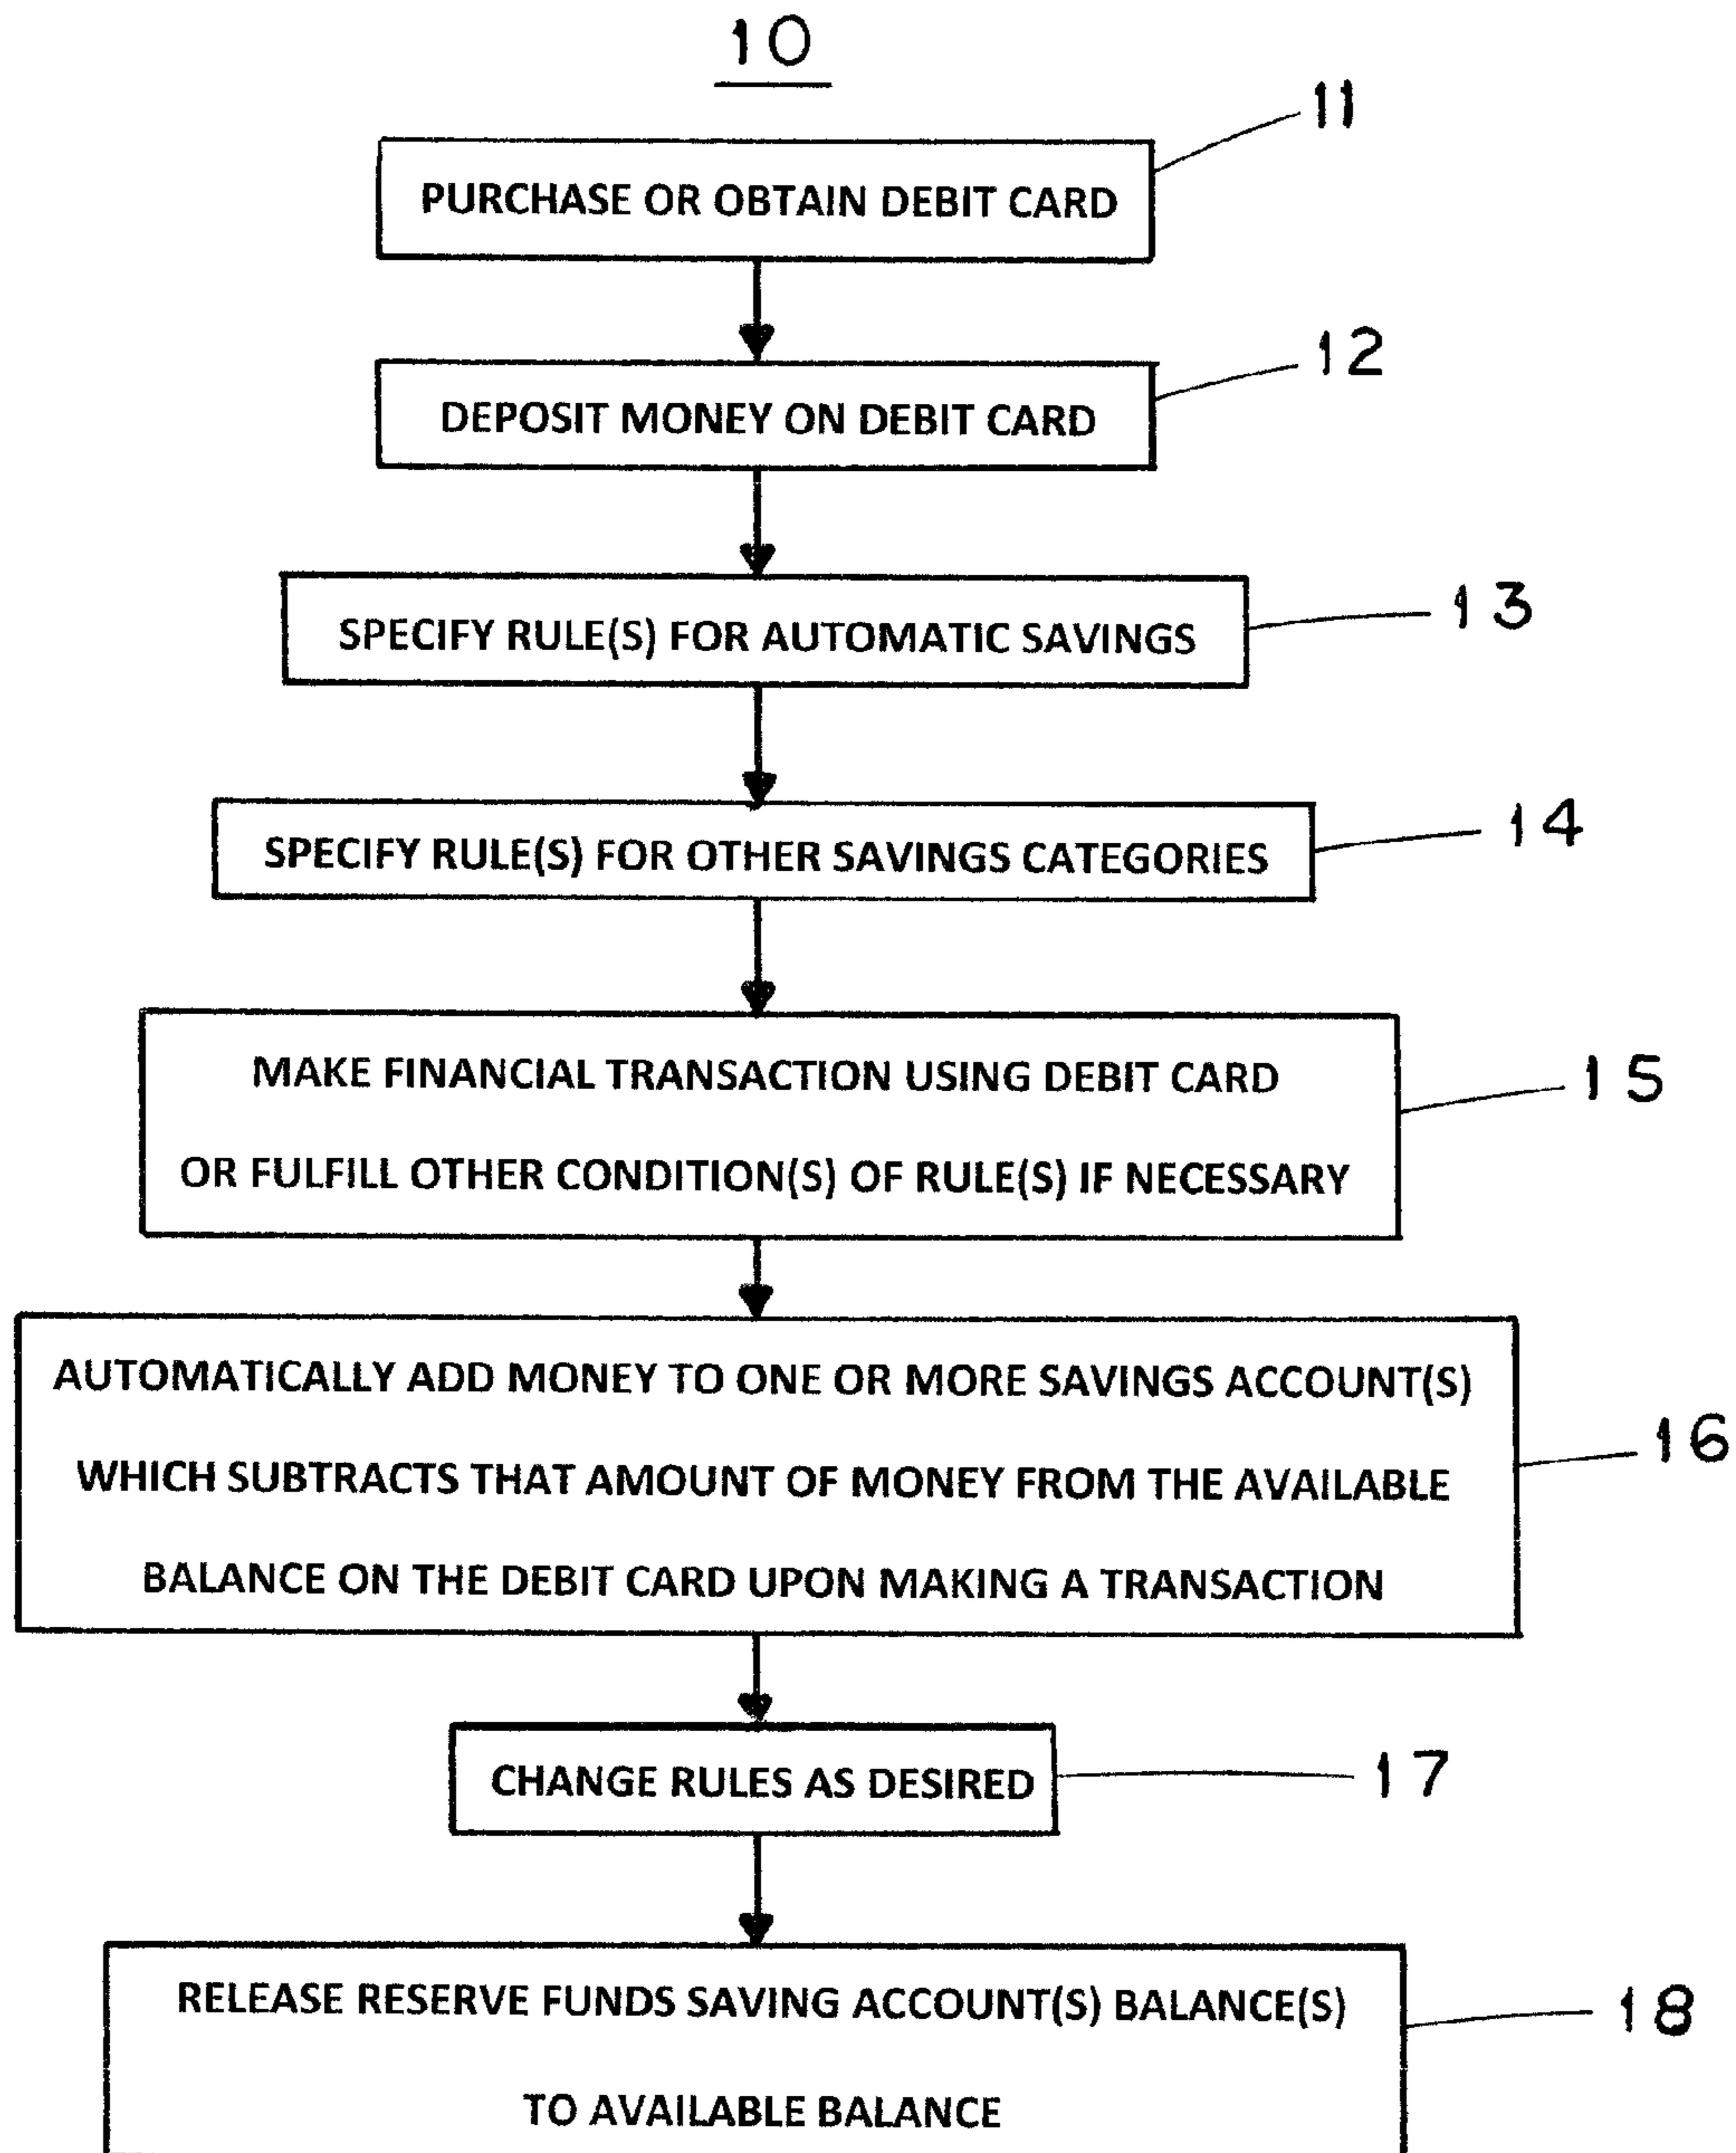 10
11
PURCHASE OR OBTAIN DEBIT CARD
12
DEPOSIT MONEY ON DEBIT CARD
13
SPECIFY RULE(S) FOR AUTOMATIC SAVINGS
14
SPECIFY RULE(S) FOR OTHER SAVINGS CATEGORIES
15
MAKE FINANCIAL TRANSACTION USING DEBIT CARD
OR FULFILL OTHER CONDITION(S) OF RULE(S) IF NECESSARY
16
AUTOMATICALLY ADD MONEY TO ONE OR MORE SAVINGS ACCOUNT(S)
WHICH SUBTRACTS THAT AMOUNT OF MONEY FROM THE AVAILABLE
BALANCE ON THE DEBIT CARD UPON MAKING A TRANSACTION
17
CHANGE RULES AS DESIRED
18
RELEASE RESERVE FUNDS SAVING ACCOUNT(S) BALANCE(S)
TO AVAILABLE BALANCE